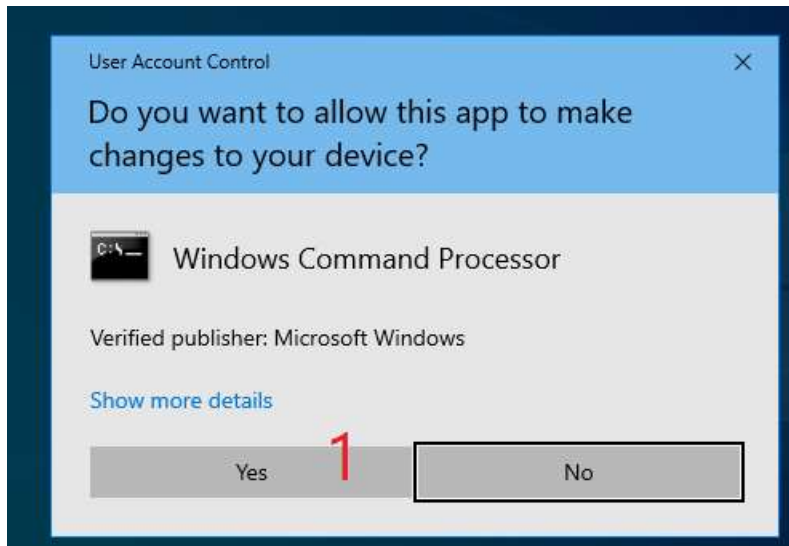 User Account Control
Do you want to allow this app to make
changes to your device?
C:\_
Windows Command Processor
Verified publisher: Microsoft Windows
Show more details
Yes 1 No